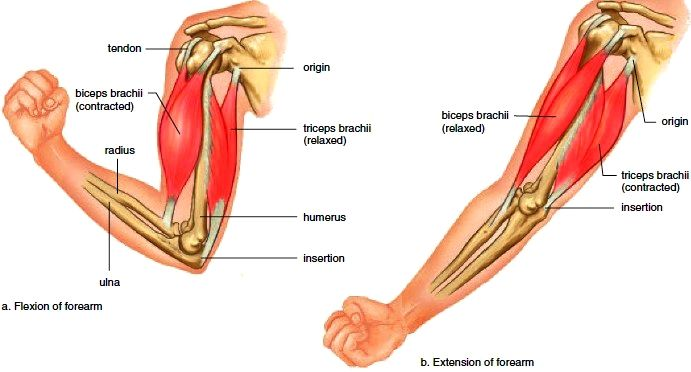 tendon
origin
biceps brachii
(contracted)
triceps brachii
(relaxed)
radius
humerus
insertion
ulna
a. Flexion of forearm
biceps brachii
(relaxed)
origin
triceps brachii
(contracted)
insertion
b. Extension of forearm